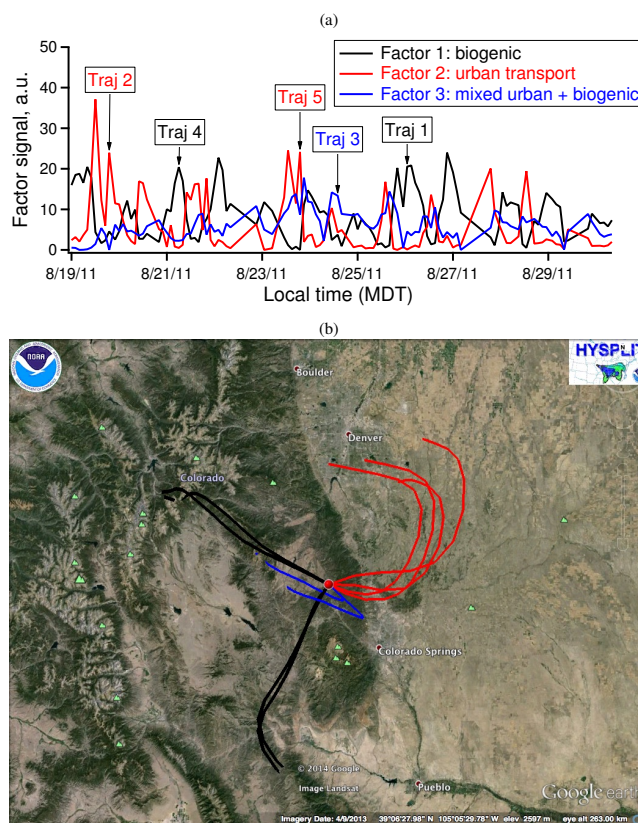 (a)
50
40
30
20
10
0
Factor signal, a.u.
Factor 1: biogenic
Factor 2: urban transport
Factor 3: mixed urban + biogenic
Traj 2
Traj 4
Traj 5
Traj 3
Traj 1
8/19/11
8/21/11
8/23/11
8/25/11
8/27/11
8/29/11
Local time (MDT)
(b)
NOAA
HYSPLIT
N
Boulder
Denver
Colorado
Colorado Springs
© 2014 Google
Image Landsat
Pueblo
Google earth
Imagery Date: 4/9/2013 39°06'27.98" N 105°05'29.78" W elev 2597 m eye alt 263.00 km